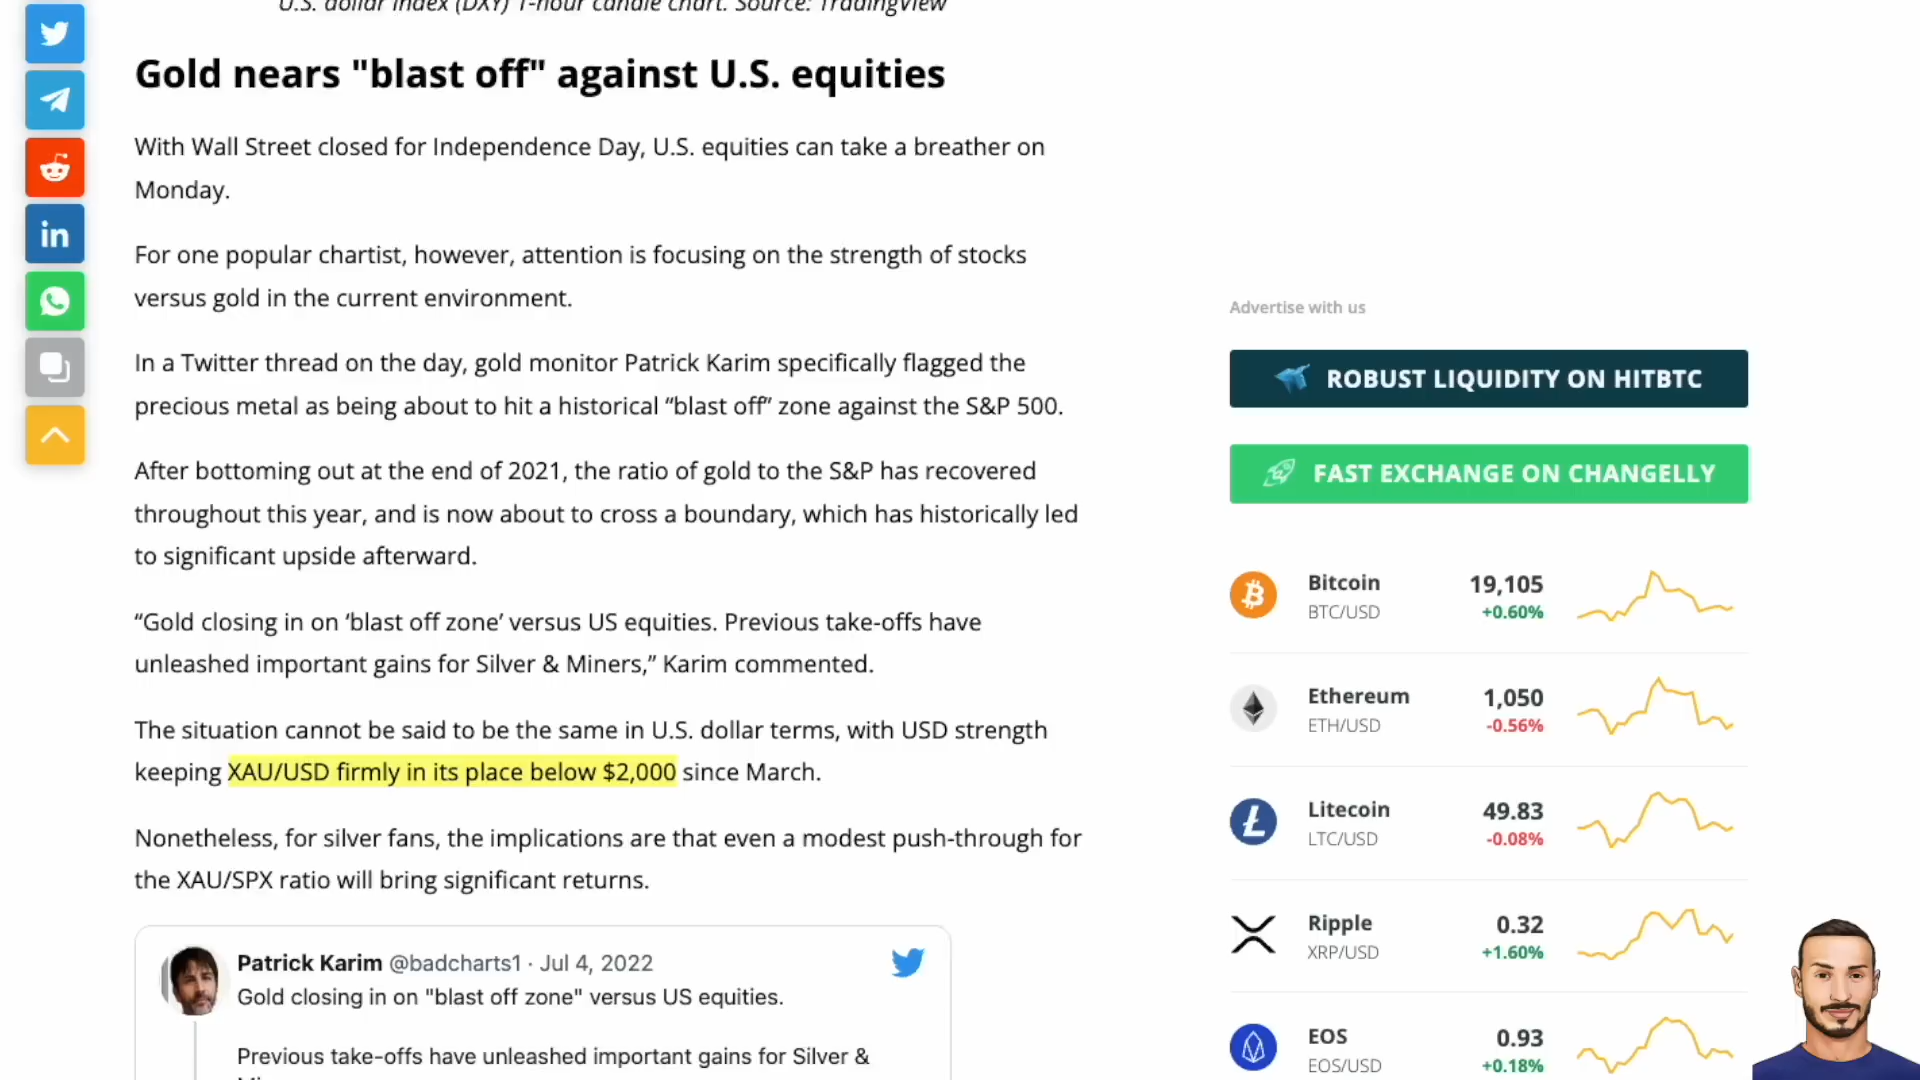 U.S. dollar index (DXY) 1-hour candle chart. Source: TradingView
Gold nears "blast off" against U.S. equities
With Wall Street closed for Independence Day, U.S. equities can take a breather on
Monday.
For one popular chartist, however, attention is focusing on the strength of stocks
versus gold in the current environment.
In a Twitter thread on the day, gold monitor Patrick Karim specifically flagged the
precious metal as being about to hit a historical “blast off” zone against the S&P 500.
After bottoming out at the end of 2021, the ratio of gold to the S&P has recovered
throughout this year, and is now about to cross a boundary, which has historically led
to significant upside afterward.
“Gold closing in on ‘blast off zone’ versus US equities. Previous take-offs have
unleashed important gains for Silver & Miners,” Karim commented.
The situation cannot be said to be the same in U.S. dollar terms, with USD strength
keeping XAU/USD firmly in its place below $2,000 since March.
Nonetheless, for silver fans, the implications are that even a modest push-through for
the XAU/SPX ratio will bring significant returns.
Patrick Karim @badcharts1 · Jul 4, 2022
Gold closing in on "blast off zone" versus US equities.
Previous take-offs have unleashed important gains for Silver &
in
Advertise with us
ROBUST LIQUIDITY ON HITBTC
FAST EXCHANGE ON CHANGELLY
Bitcoin 19,105
BTC/USD +0.60%
Ethereum 1,050
ETH/USD -0.56%
Litecoin 49.83
LTC/USD -0.08%
Ripple 0.32
XRP/USD +1.60%
EOS 0.93
EOS/USD +0.18%